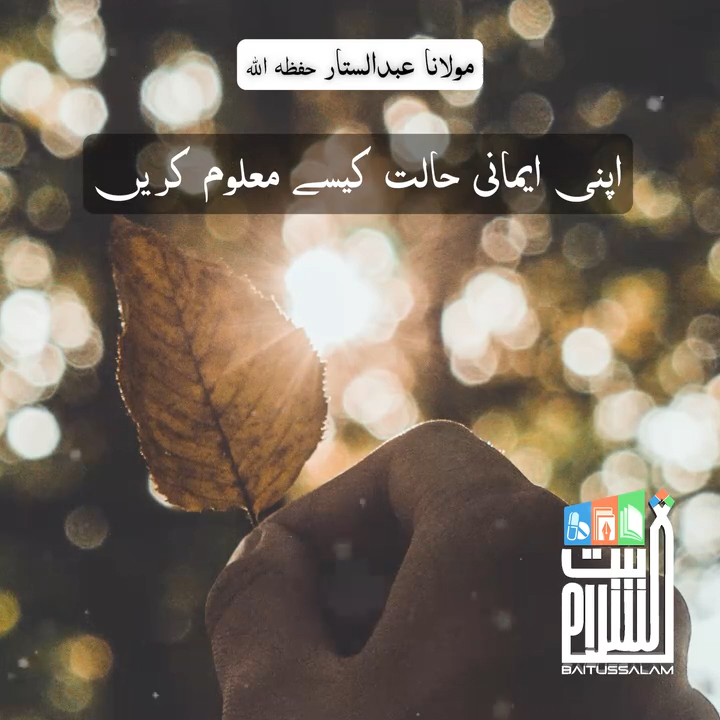 مولانا عبدالستار حفظہ اللہ
اپنی ایمانی حالت کیسے معلوم کریں
بیت السلام
BAITUSSALAM